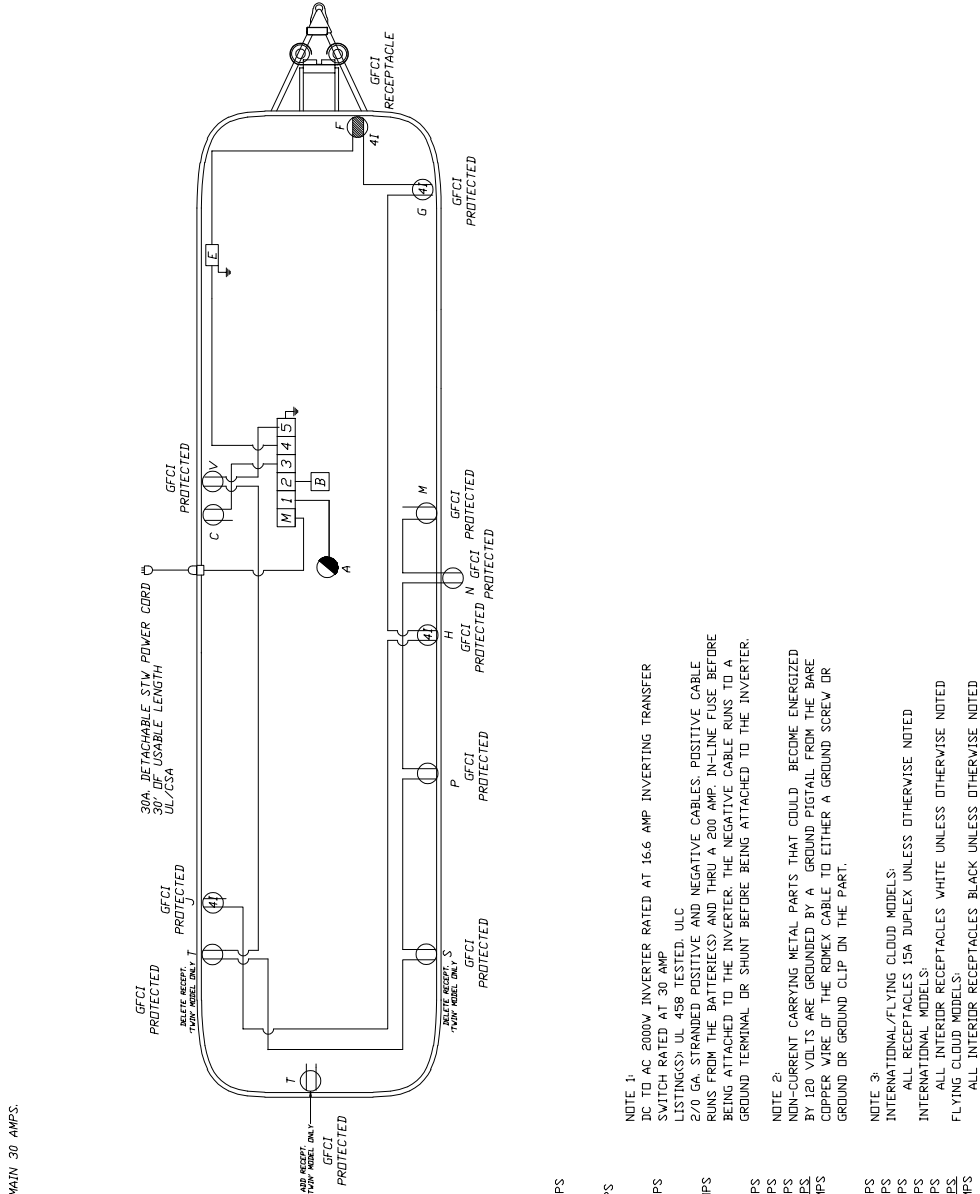 MAIN 30 AMPS.
GFCI
RECEPTACLE
F
4I
4I
G
GFCI
PROTECTED
E
GFCI
PROTECTED
V
C
M 1 2 3 4 5
B
A
30A. DETACHABLE STW POWER CORD
30' OF USABLE LENGTH
UL/CSA
M
GFCI
PROTECTED
N GFCI
PROTECTED
4I
H
GFCI
PROTECTED
P
GFCI
PROTECTED
GFCI
PROTECTED
J
4I
GFCI
PROTECTED
DELETE RECEPT.
'TWIN' MODEL ONLY
T
DELETE RECEPT.
'TWIN' MODEL ONLY
S
GFCI
PROTECTED
T
ADD RECEPT.
'TWIN' MODEL ONLY
GFCI
PROTECTED
NOTE 1:
DC TO AC 2000W INVERTER RATED AT 16.6 AMP INVERTING TRANSFER
SWITCH RATED AT 30 AMP
LISTING(S): UL 458 TESTED. ULC
2/0 GA. STRANDED POSITIVE AND NEGATIVE CABLES. POSITIVE CABLE
RUNS FROM THE BATTERIE(S) AND THRU A 200 AMP. IN-LINE FUSE BEFORE
BEING ATTACHED TO THE INVERTER. THE NEGATIVE CABLE RUNS TO A
GROUND TERMINAL OR SHUNT BEFORE BEING ATTACHED TO THE INVERTER.
NOTE 2:
NON-CURRENT CARRYING METAL PARTS THAT COULD BECOME ENERGIZED
BY 120 VOLTS ARE GROUNDED BY A GROUND PIGTAIL FROM THE BARE
COPPER WIRE OF THE ROMEX CABLE TO EITHER A GROUND SCREW OR
GROUND OR GROUND CLIP ON THE PART.
NOTE 3:
INTERNATIONAL/FLYING CLOUD MODELS:
ALL RECEPTACLES 15A DUPLEX UNLESS OTHERWISE NOTED
INTERNATIONAL MODELS:
ALL INTERIOR RECEPTACLES WHITE UNLESS OTHERWISE NOTED
FLYING CLOUD MODELS:
ALL INTERIOR RECEPTACLES BLACK UNLESS OTHERWISE NOTED